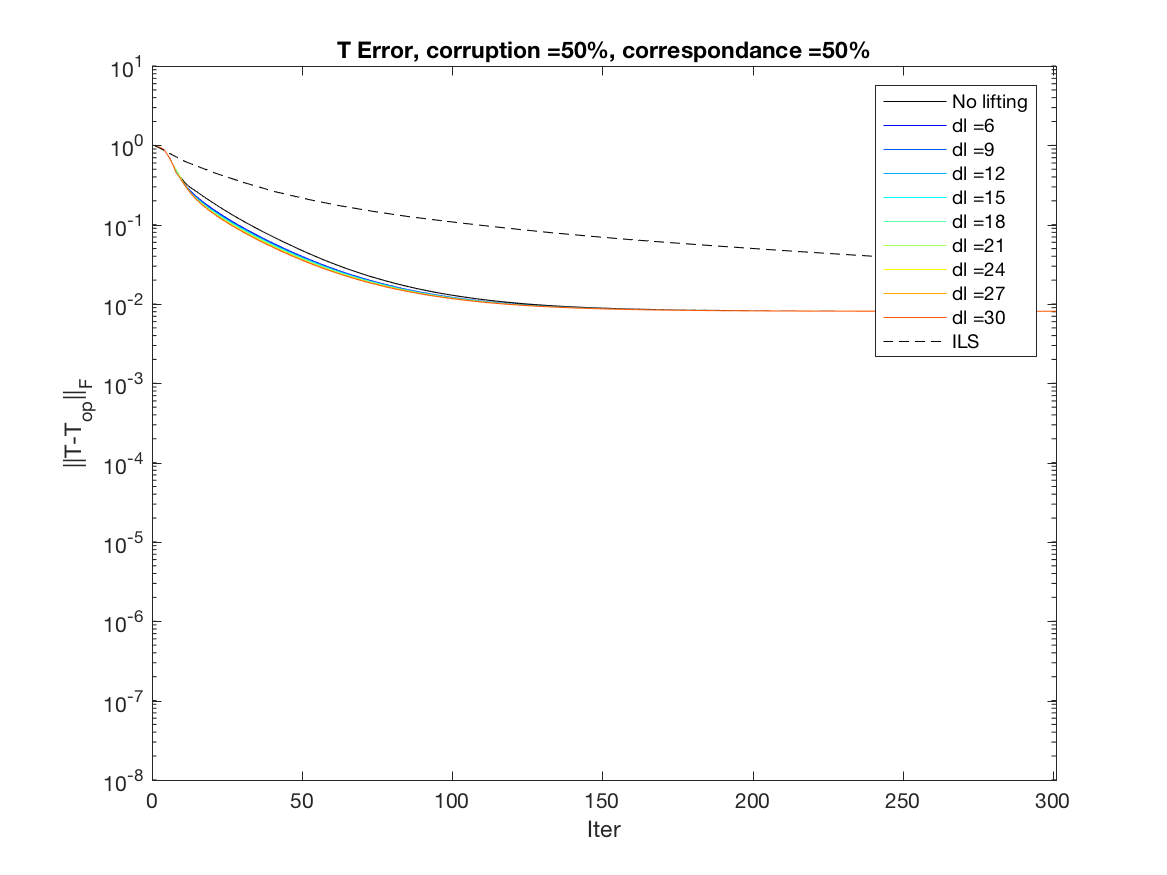 T Error, corruption =50%, correspondance =50%
10^1
10^0
10^-1
10^-2
10^-3
10^-4
10^-5
10^-6
10^-7
10^-8
||T-T_op||_F
No lifting
dl =6
dl =9
dl =12
dl =15
dl =18
dl =21
dl =24
dl =27
dl =30
ILS
0 50 100 150 200 250 300
Iter